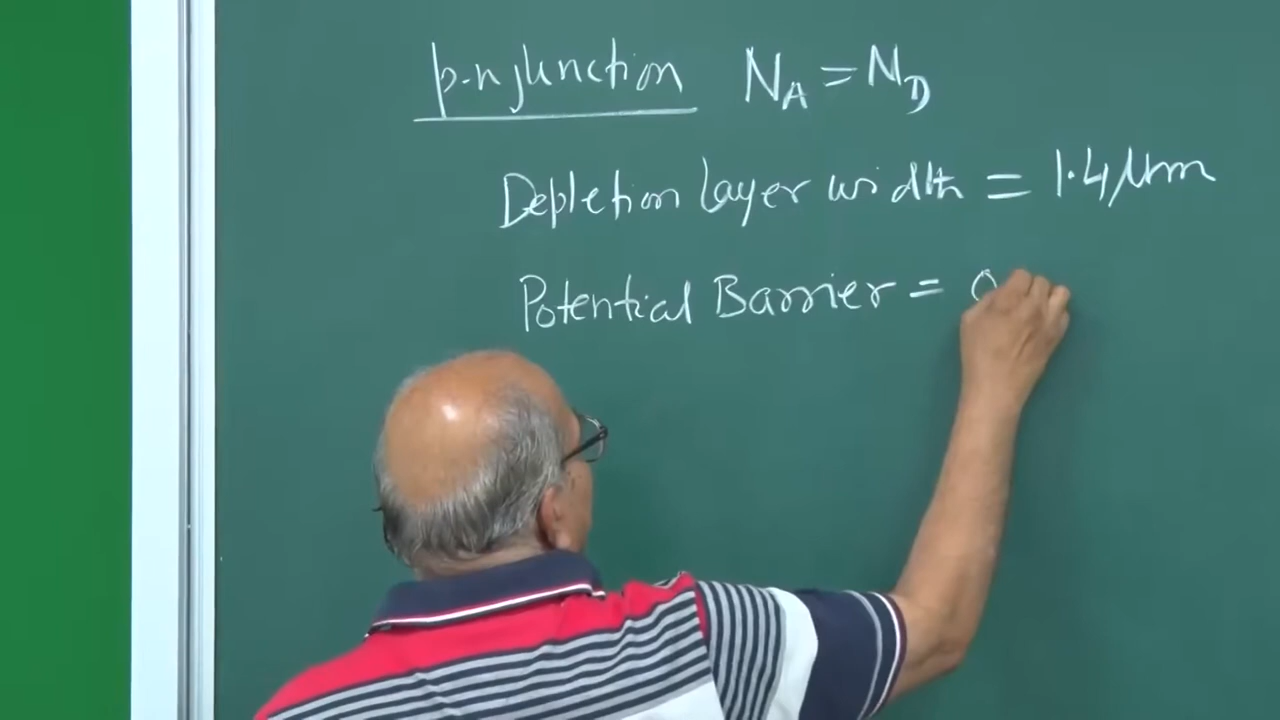 p-n junction N_A = N_D
Depletion layer width = 1.4 μm
Potential Barrier = 0